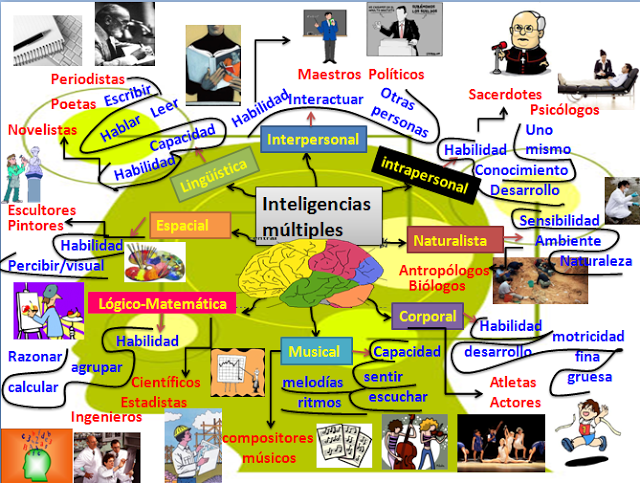 Inteligencias
múltiples
Lingüística
Periodistas
Poetas
Novelistas
Escribir
Leer
Hablar
Capacidad
Habilidad
Interpersonal
Maestros
Políticos
Habilidad
Interactuar
Otras
personas
intrapersonal
Sacerdotes
Psicólogos
Habilidad
Uno
mismo
Conocimiento
Desarrollo
Naturalista
Sensibilidad
Ambiente
Naturaleza
Antropólogos
Biólogos
Corporal
Habilidad
desarrollo
motricidad
fina
gruesa
Atletas
Actores
Musical
Capacidad
sentir
escuchar
melodías
ritmos
compositores
músicos
Lógico-Matemática
Habilidad
Razonar
agrupar
calcular
Científicos
Estadistas
Ingenieros
Espacial
Escultores
Pintores
Habilidad
Percibir/visual